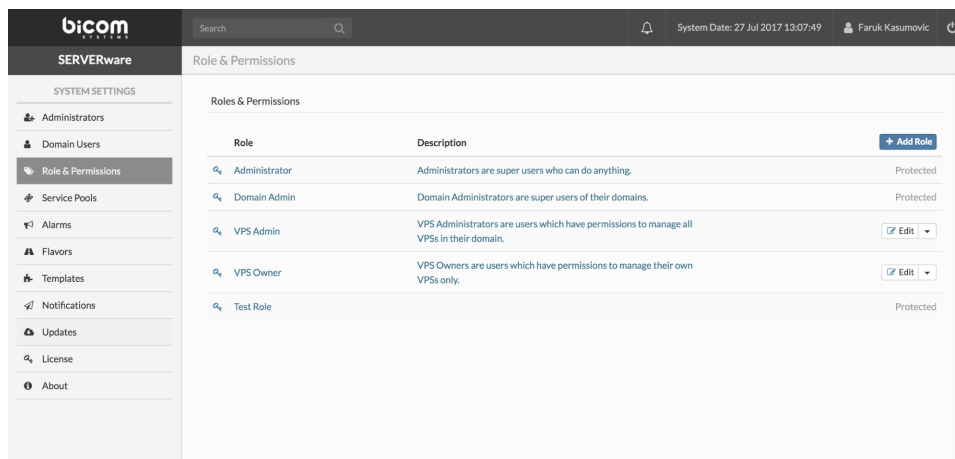 bicom
SYSTEMS
Search
System Date: 27 Jul 2017 13:07:49
Faruk Kasumovic
SERVERware
Role & Permissions
SYSTEM SETTINGS
Administrators
Domain Users
Role & Permissions
Service Pools
Alarms
Flavors
Templates
Notifications
Updates
License
About
Roles & Permissions
Role Description + Add Role
Administrator Administrators are super users who can do anything. Protected
Domain Admin Domain Administrators are super users of their domains. Protected
VPS Admin VPS Administrators are users which have permissions to manage all
VPSs in their domain. Edit
VPS Owner VPS Owners are users which have permissions to manage their own
VPSs only. Edit
Test Role Protected